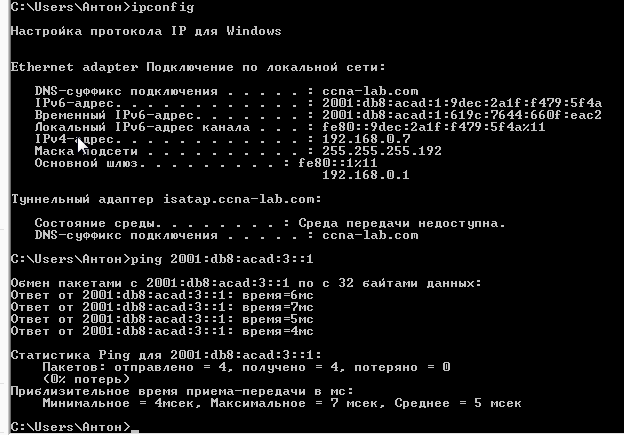 C:\Users\Антон>ipconfig
Настройка протокола IP для Windows
Ethernet adapter Подключение по локальной сети:
DNS-суффикс подключения . . . . . : ccna-lab.com
IPv6-адрес. . . . . . . . . . . . : 2001:db8:acad:1:9dec:2a1f:f479:5f4a
Временный IPv6-адрес. . . . . . . : 2001:db8:acad:1:619c:7644:660f:eac2
Локальный IPv6-адрес канала . . . : fe80::9dec:2a1f:f479:5f4a%11
IPv4-адрес. . . . . . . . . . . . : 192.168.0.7
Маска подсети . . . . . . . . . . : 255.255.255.192
Основной шлюз. . . . . . . . . : fe80::1%11
192.168.0.1
Туннельный адаптер isatap.ccna-lab.com:
Состояние среды. . . . . . . . : Среда передачи недоступна.
DNS-суффикс подключения . . . . . : ccna-lab.com
C:\Users\Антон>ping 2001:db8:acad:3::1
Обмен пакетами с 2001:db8:acad:3::1 по с 32 байтами данных:
Ответ от 2001:db8:acad:3::1: время=6мс
Ответ от 2001:db8:acad:3::1: время=7мс
Ответ от 2001:db8:acad:3::1: время=5мс
Ответ от 2001:db8:acad:3::1: время=4мс
Статистика Ping для 2001:db8:acad:3::1:
Пакетов: отправлено = 4, получено = 4, потеряно = 0
(0% потерь)
Приблизительное время приема-передачи в мс:
Минимальное = 4мсек, Максимальное = 7 мсек, Среднее = 5 мсек
C:\Users\Антон>_